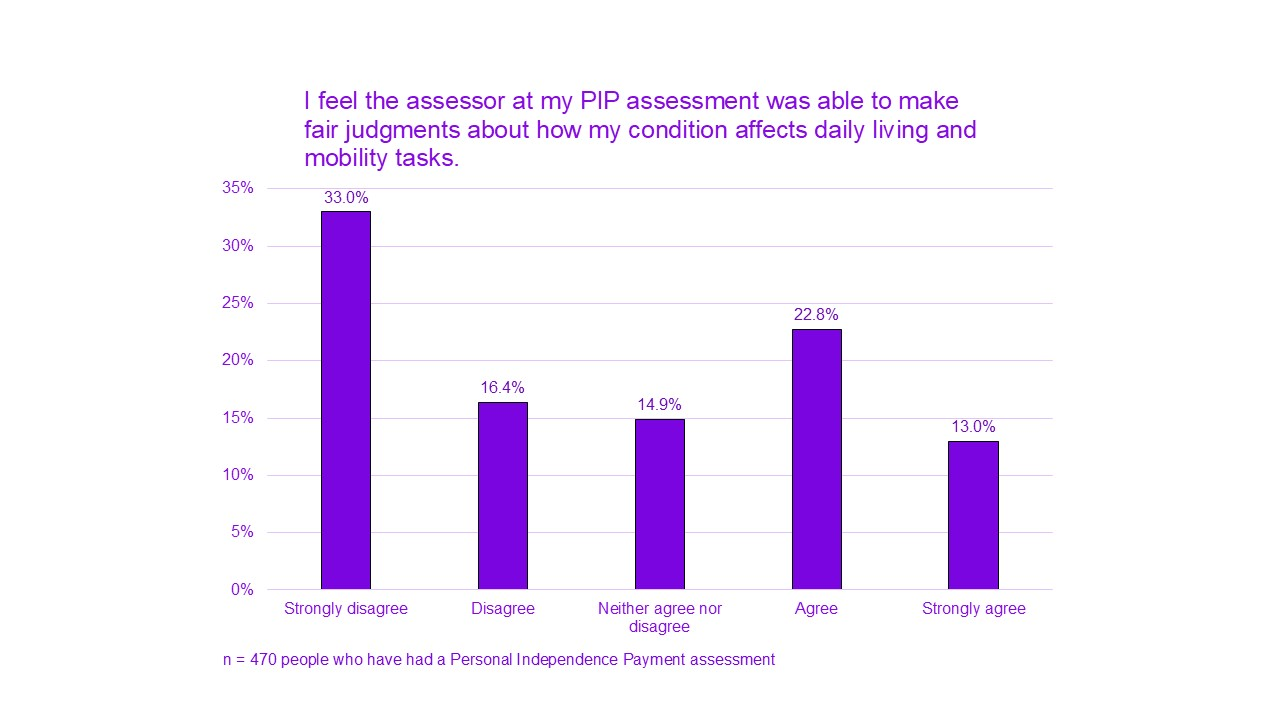 I feel the assessor at my PIP assessment was able to make
fair judgments about how my condition affects daily living and
mobility tasks.
35%
33.0%
30%
25%
22.8%
20%
16.4%
14.9%
15%
13.0%
10%
5%
0%
Strongly disagree
Disagree
Neither agree nor
disagree
Agree
Strongly agree
n = 470 people who have had a Personal Independence Payment assessment